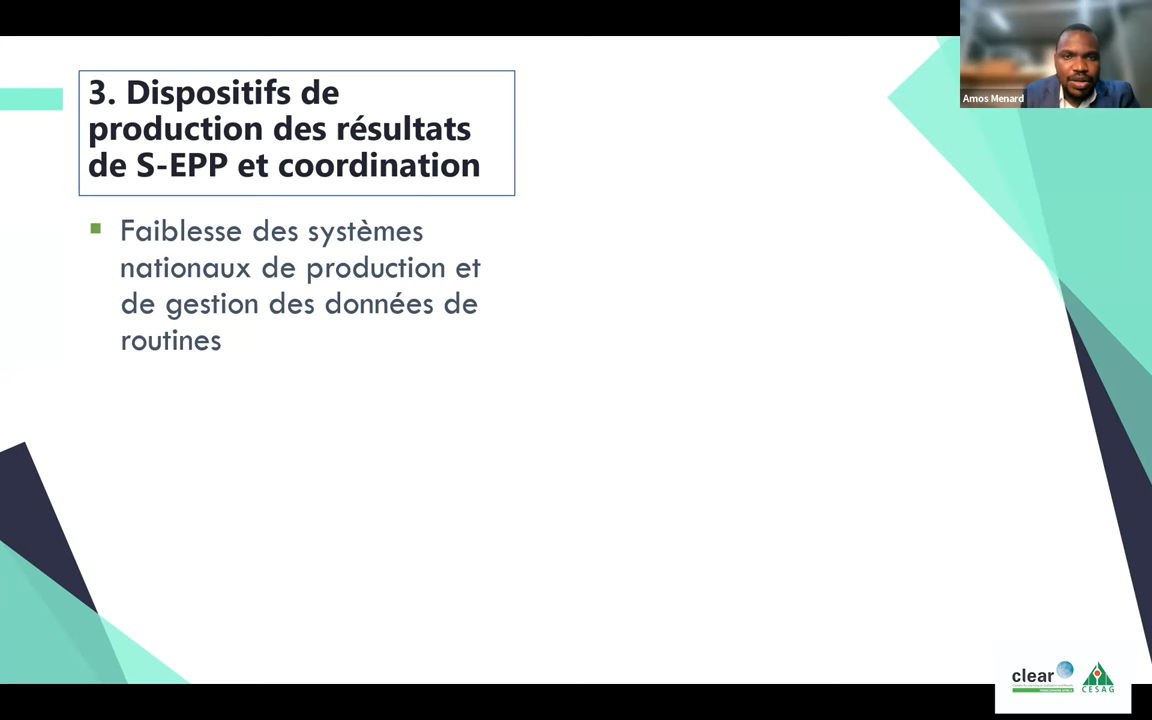 3. Dispositifs de
production des résultats
de S-EPP et coordination
Faiblesse des systèmes
nationaux de production et
de gestion des données de
routines
Amos Menard
clear
CESAG